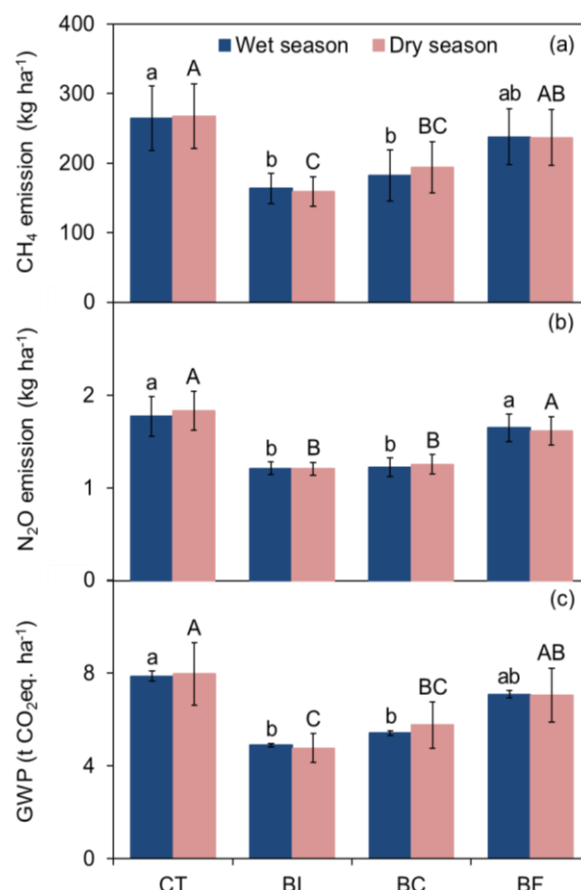 400
300
200
100
0
CH₄ emission (kg ha⁻¹)
Wet season Dry season
(a)
a A
b C
b BC
ab AB
2
1
0
N₂O emission (kg ha⁻¹)
(b)
a A
b B
b B
a A
8
4
0
GWP (t CO₂eq. ha⁻¹)
(c)
a A
b C
b BC
ab AB
CT BC